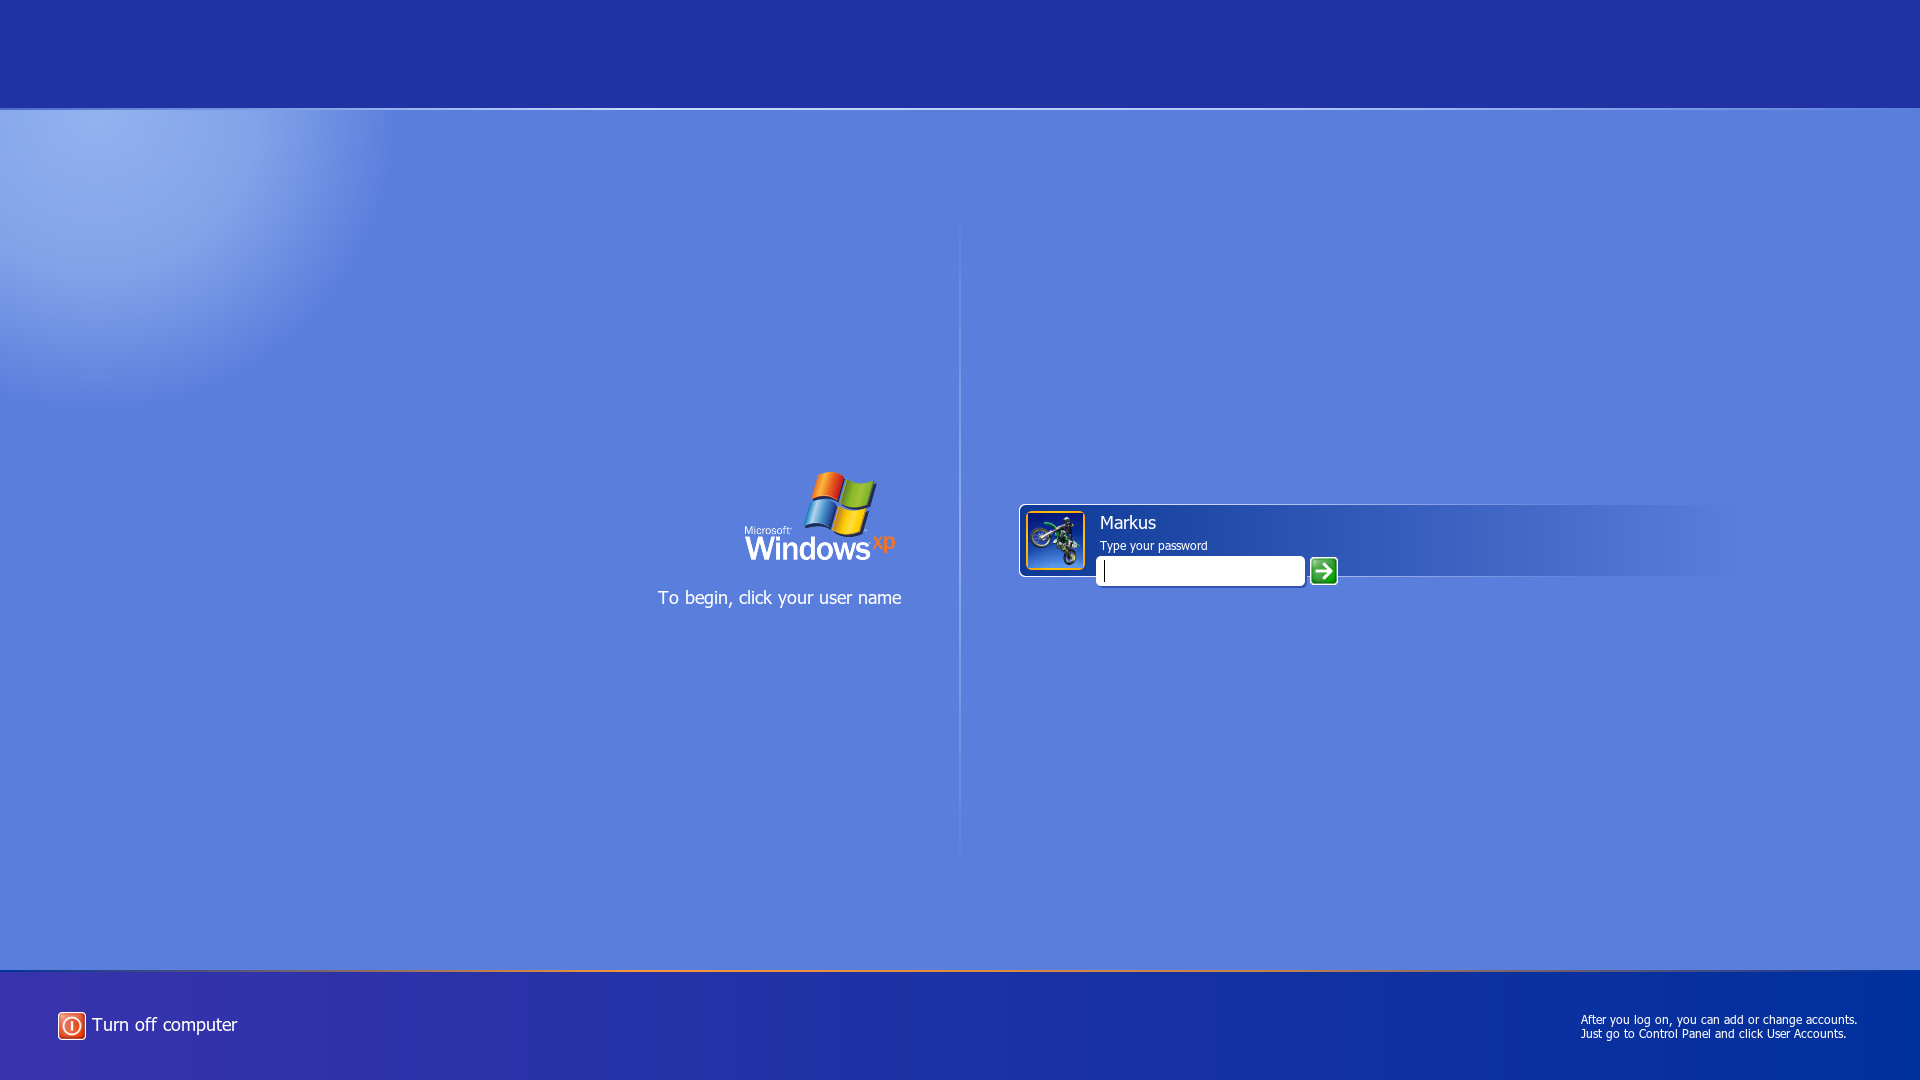 Microsoft
Windows xp
To begin, click your user name
Markus
Type your password
Turn off computer
After you log on, you can add or change accounts.
Just go to Control Panel and click User Accounts.